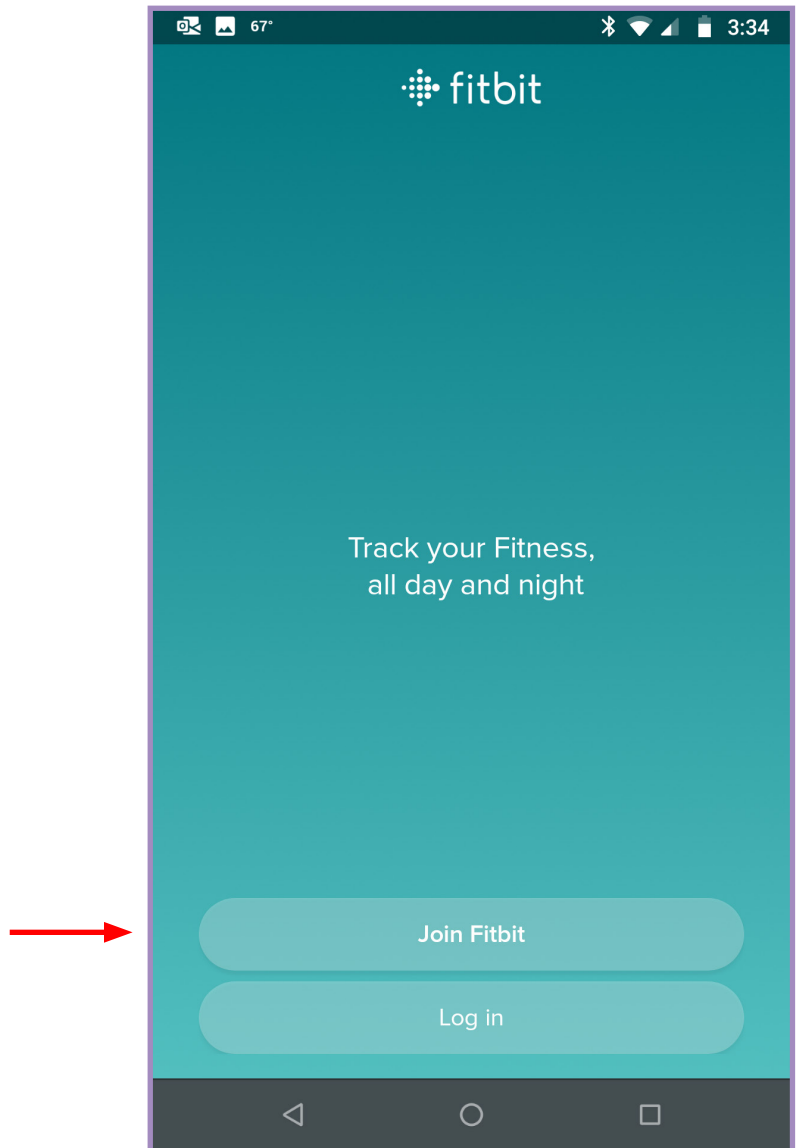 67°
3:34
fitbit
Track your Fitness,
all day and night
Join Fitbit
Log in